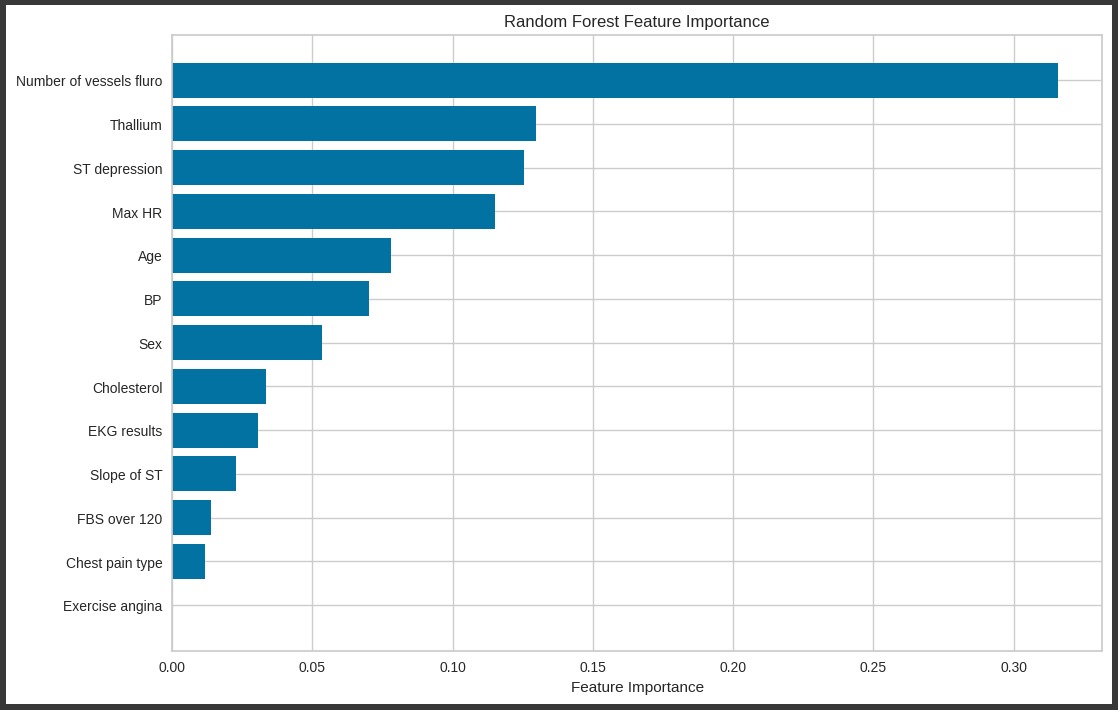 Random Forest Feature Importance
Number of vessels fluro
Thallium
ST depression
Max HR
Age
BP
Sex
Cholesterol
EKG results
Slope of ST
FBS over 120
Chest pain type
Exercise angina
0.00 0.05 0.10 0.15 0.20 0.25 0.30
Feature Importance